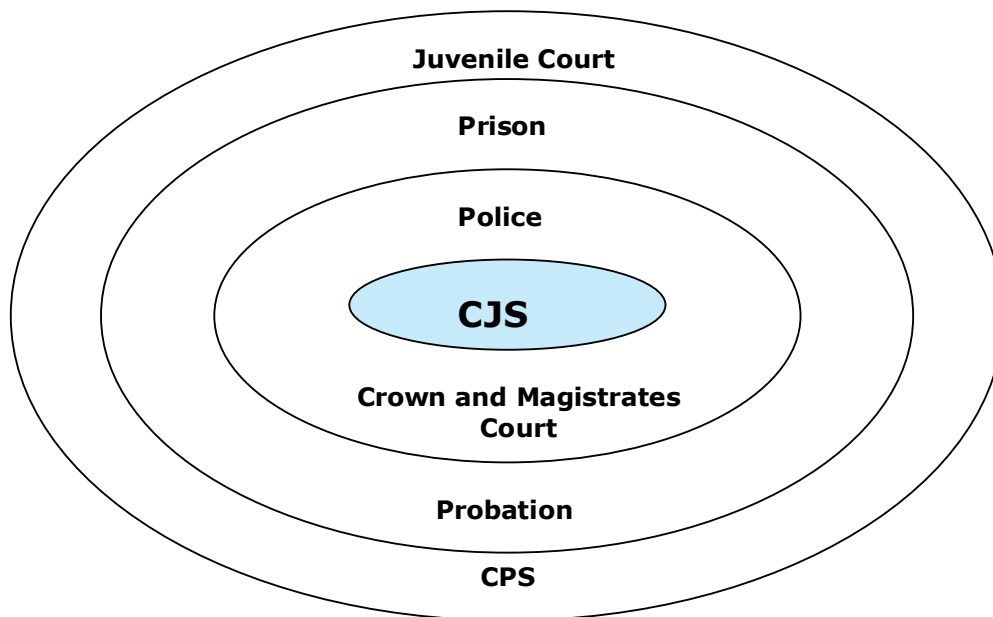 Juvenile Court
Prison
Police
CJS
Crown and Magistrates
Court
Probation
CPS